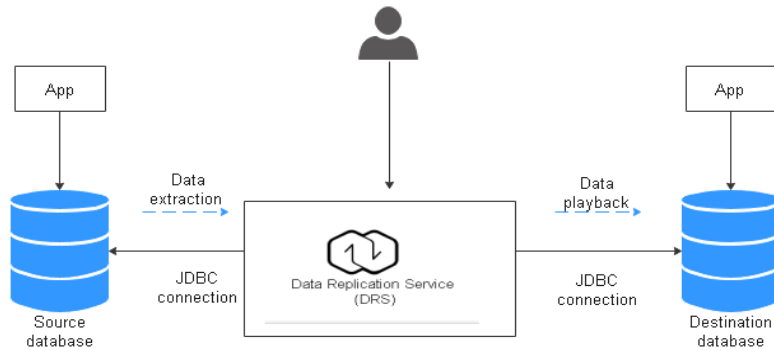 App
App
Data
extraction
Data
playback
Data Replication Service
(DRS)
JDBC
connection
JDBC
connection
Source
database
Destination
database